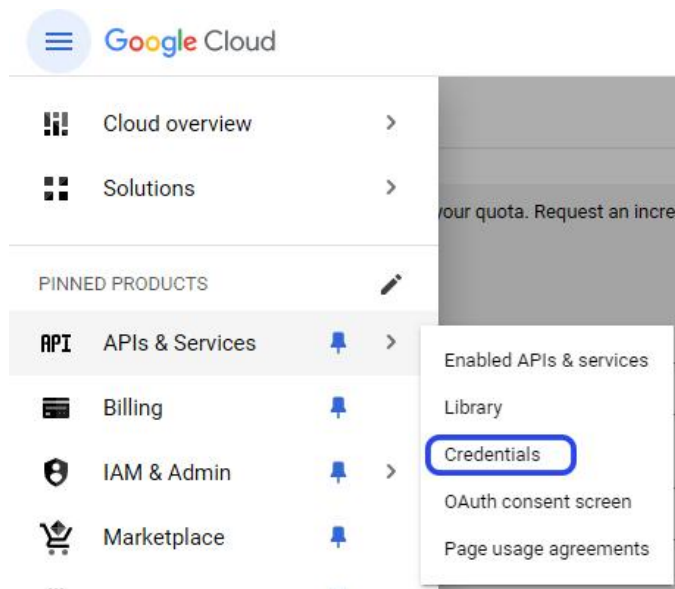 Google Cloud
Cloud overview
Solutions
your quota. Request an incre
PINNED PRODUCTS
API APIs & Services
Enabled APIs & services
Billing
Library
Credentials
IAM & Admin
OAuth consent screen
Marketplace
Page usage agreements